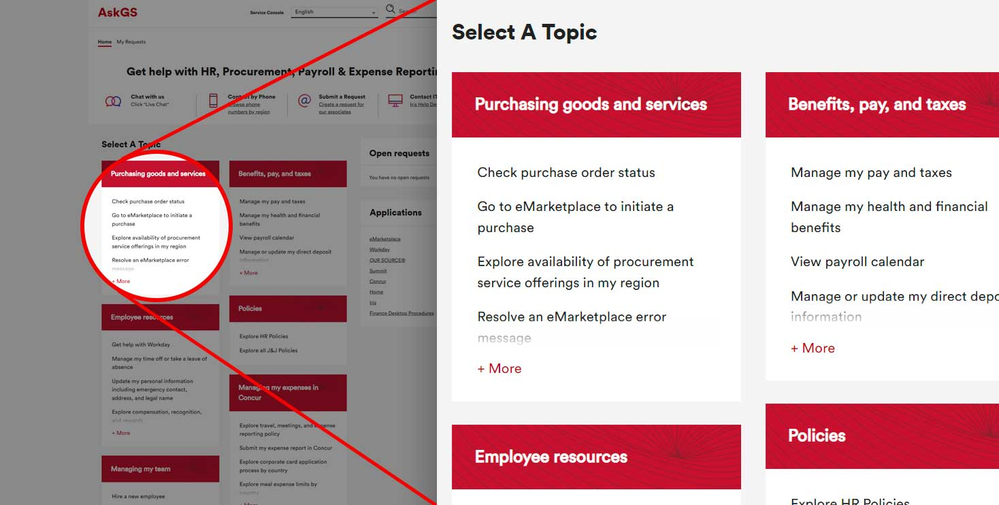 AskGS
Service Console
English
Search
Home
My Requests
Get help with HR, Procurement, Payroll & Expense Reportin
Chat with us
Click "Live Chat"
Contact by Phone
Browse phone
numbers by region
Submit a Request
Create a request for
our associates
Contact IT
Iris Help De
Select A Topic
Purchasing goods and services
Check purchase order status
Go to eMarketplace to initiate a
purchase
Explore availability of procurement
service offerings in my region
Resolve an eMarketplace error
message
+ More
Employee resources
Get help with Workday
Manage my time off or take a leave of
absence
Update my personal information
including emergency contact,
address, and legal name
Explore compensation, recognition,
and rewards
+ More
Managing my team
Hire a new employee
Benefits, pay, and taxes
Manage my pay and taxes
Manage my health and financial
benefits
View payroll calendar
Manage or update my direct deposit
information
+ More
Policies
Explore HR Policies
Explore all J&J Policies
Managing my expenses in
Concur
Explore travel, meetings, and expense
reporting policy
Submit my expense report in Concur
Explore corporate card application
process by country
Explore meal expense limits by
country
+ More
Open requests
You have no open requests
Applications
eMarketplace
Workday
OUR SOURCE®
Summit
Concur
Home
Iris
Finance Desktop Procedures
Select A Topic
Purchasing goods and services
Check purchase order status
Go to eMarketplace to initiate a
purchase
Explore availability of procurement
service offerings in my region
Resolve an eMarketplace error
message
+ More
Employee resources
Benefits, pay, and taxes
Manage my pay and taxes
Manage my health and financial
benefits
View payroll calendar
Manage or update my direct depo
information
+ More
Policies
Explore HR Policies